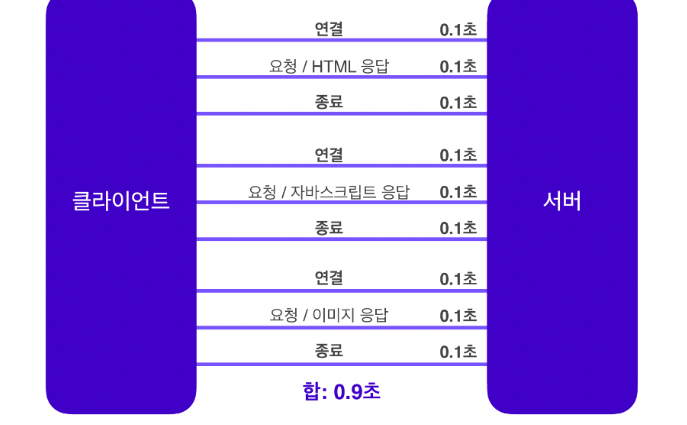 연결 0.1초
요청 / HTML 응답 0.1초
종료 0.1초
연결 0.1초
클라이언트
요청 / 자바스크립트 응답 0.1초
서버
종료 0.1초
연결 0.1초
요청 / 이미지 응답 0.1초
종료 0.1초
합: 0.9초